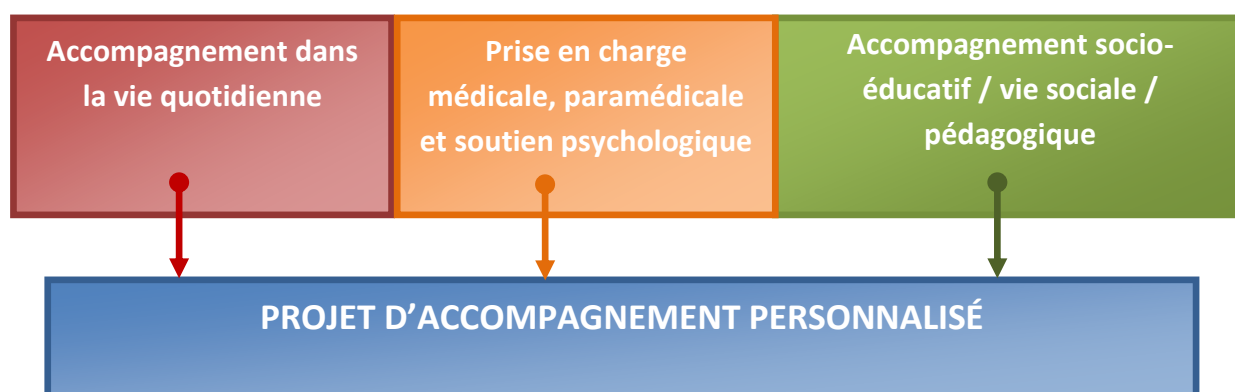 Accompagnement dans
la vie quotidienne
Prise en charge
médicale, paramédicale
et soutien psychologique
Accompagnement socio-
éducatif / vie sociale /
pédagogique
PROJET D’ACCOMPAGNEMENT PERSONNALISÉ